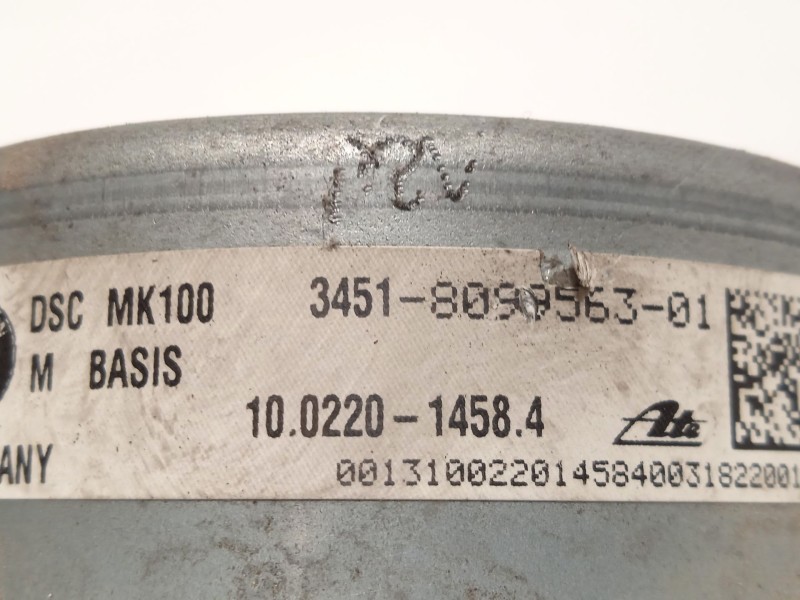 DSC MK100 3451-8099563-01
M BASIS
10.0220-1458.4 Ate
ANY 0013100220145840031822001